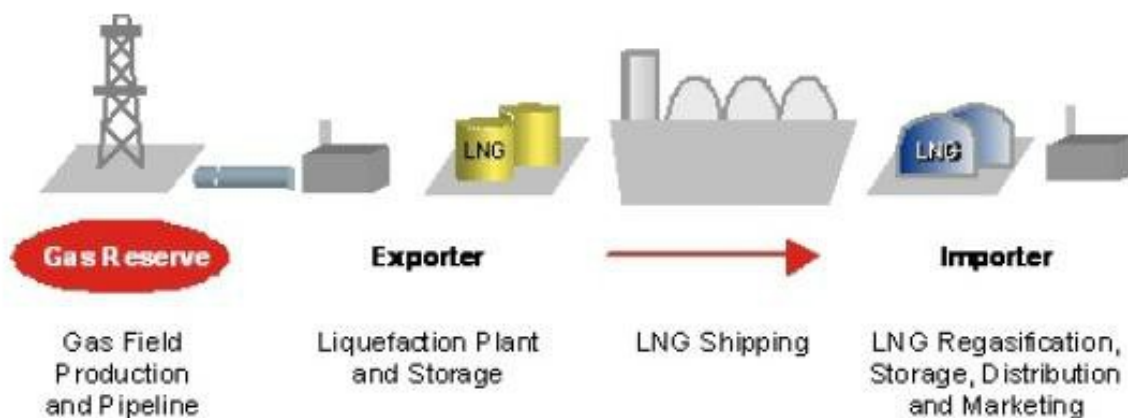 LNG
LNG
Gas Reserve
Exporter
Importer
Gas Field
Production
and Pipeline
Liquefaction Plant
and Storage
LNG Shipping
LNG Regasification,
Storage, Distribution
and Marketing